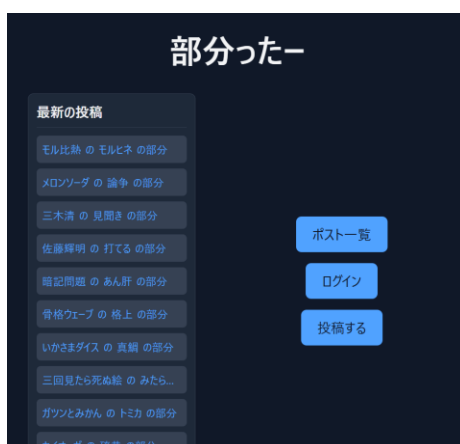 部分ったー
最新の投稿
モル比熱 の モルヒネ の部分
メロンソーダ の 論争 の部分
三木清 の 見聞き の部分
佐藤輝明 の 打てる の部分
暗記問題 の あん肝 の部分
骨格ウェーブ の 格上 の部分
いかさまダイス の 真鯛 の部分
三回見たら死ぬ絵 の みたら...
ガツンとみかん の トミカ の部分
ポスト一覧
ログイン
投稿する